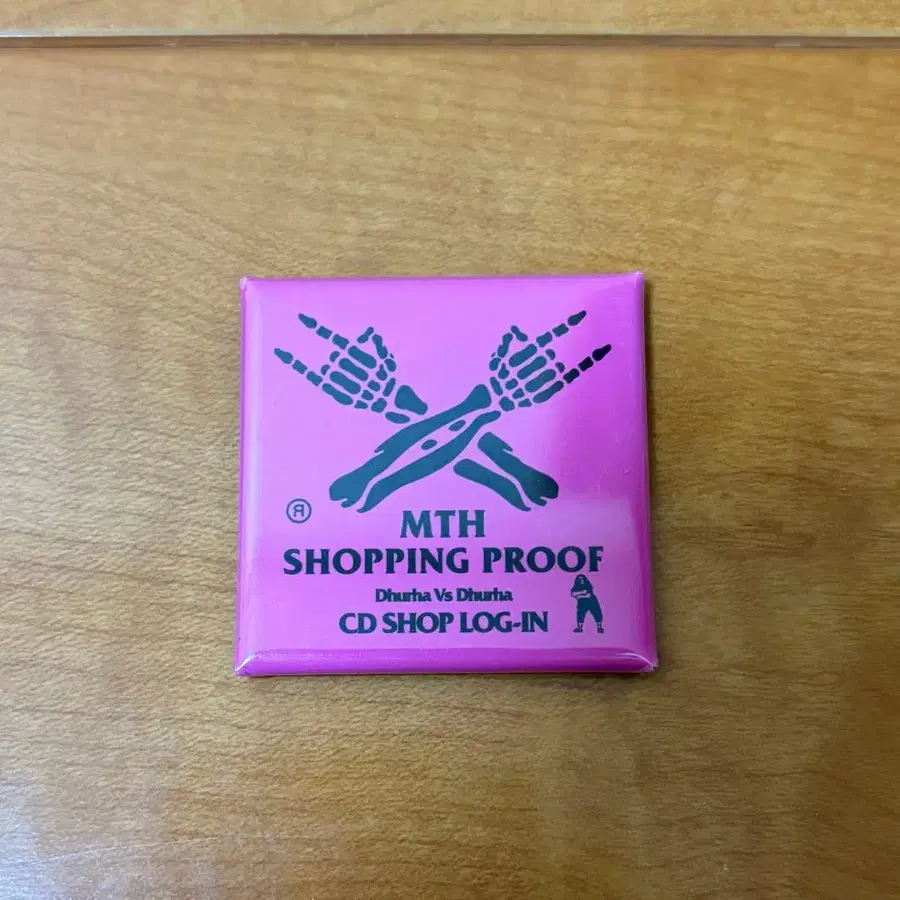 Я
MTH
SHOPPING PROOF
Dhurha Vs Dhurha
CD SHOP LOG-IN